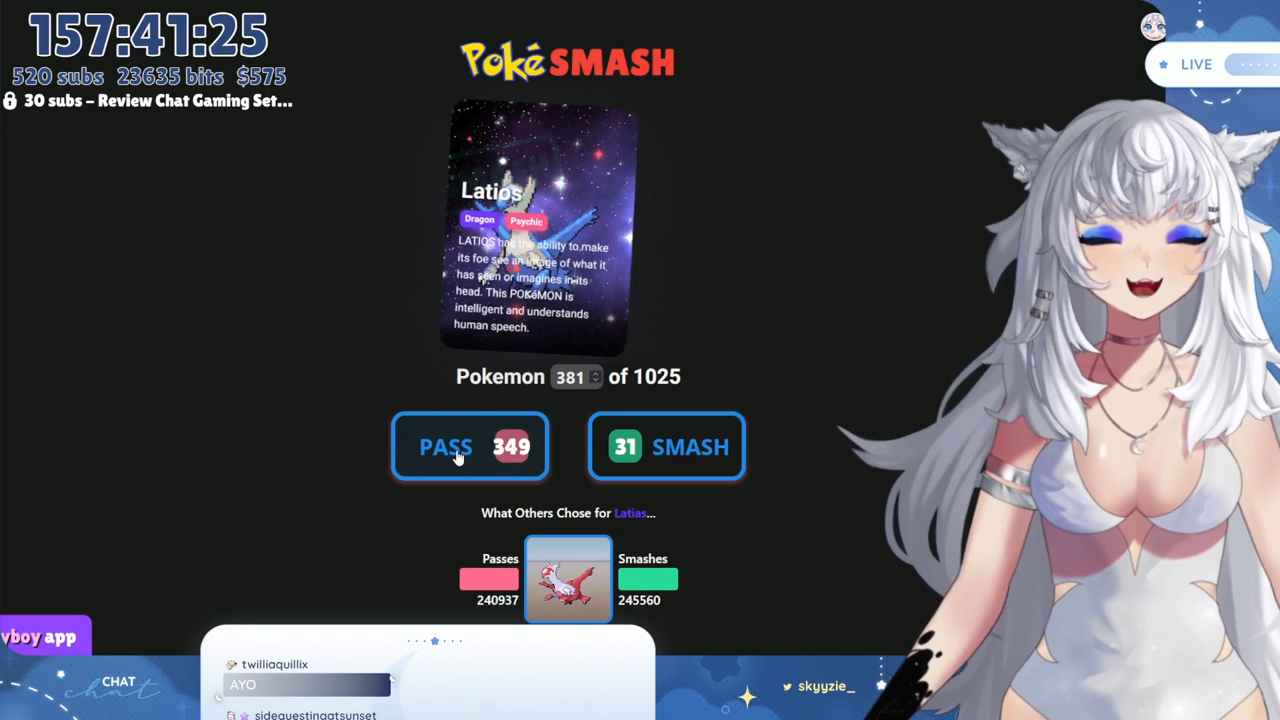 157:41:25
520 subs 23635 bits $575
30 subs – Review Chat Gaming Set...
PokéSMASH
LIVE
Latios
Dragon Psychic
LATIOS has the ability to make
its foe see an image of what it
has seen or imagines in its
head. This POKéMON is
intelligent and understands
human speech.
Pokemon 381 of 1025
PASS 349
31 SMASH
What Others Chose for Latias...
Passes
240937
Smashes
245560
vboy app
CHAT
chat
twilliaquillix
AYO
sidequestingatsunset
skyyzie_